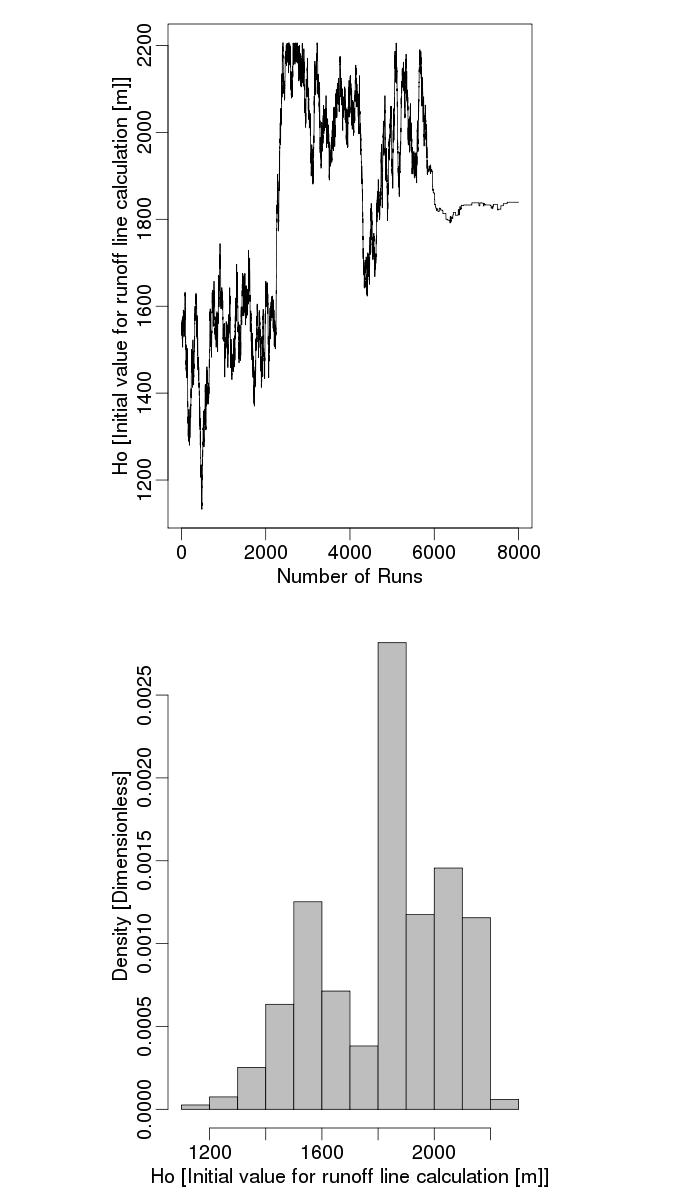 Ho [Initial value for runoff line calculation [m]]
2200
2000
1800
1600
1400
1200
0 2000 4000 6000 8000
Number of Runs
Density [Dimensionless]
0.0025
0.0020
0.0015
0.0010
0.0005
0.0000
1200 1600 2000
Ho [Initial value for runoff line calculation [m]]